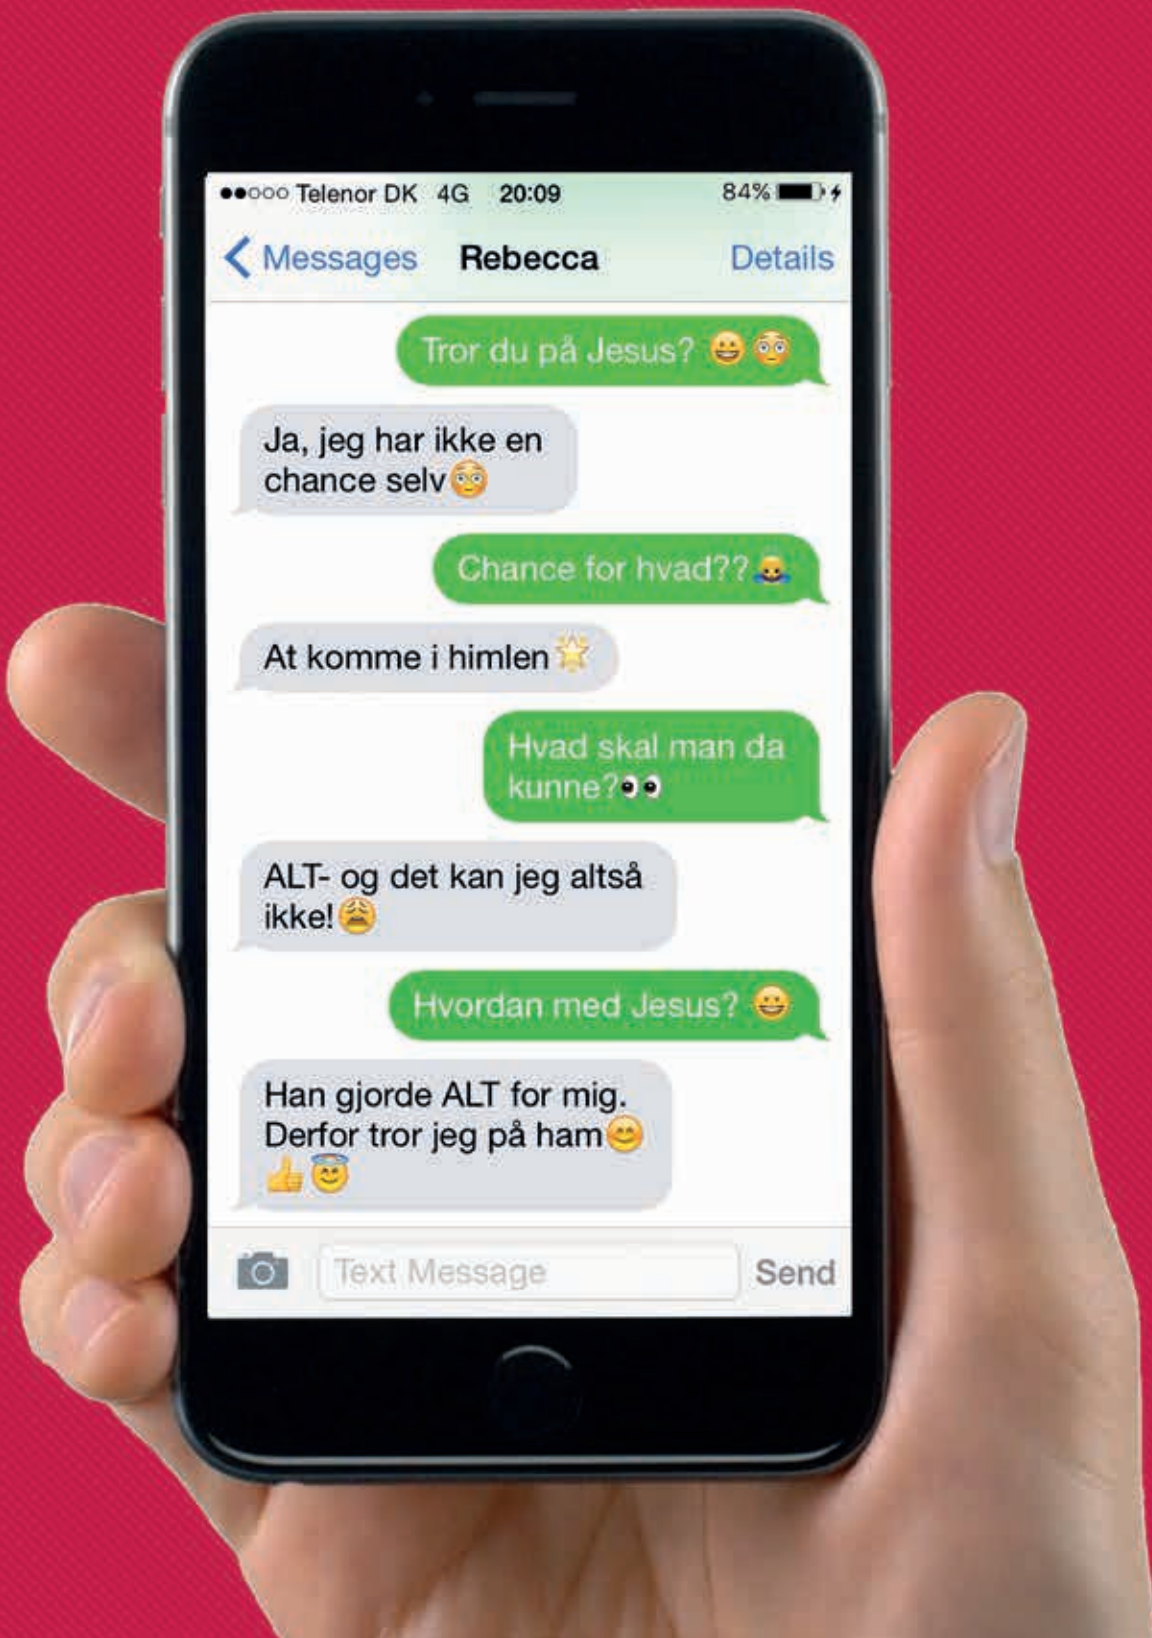 Telenor DK 4G 20:09 84%
Messages Rebecca Details
Tror du på Jesus? 😀 😳
Ja, jeg har ikke en
chance selv😳
Chance for hvad??🙇
At komme i himlen 🌟
Hvad skal man da
kunne?👀
ALT- og det kan jeg altså
ikke!😩
Hvordan med Jesus? 😀
Han gjorde ALT for mig.
Derfor tror jeg på ham😊
👍😇
Text Message Send